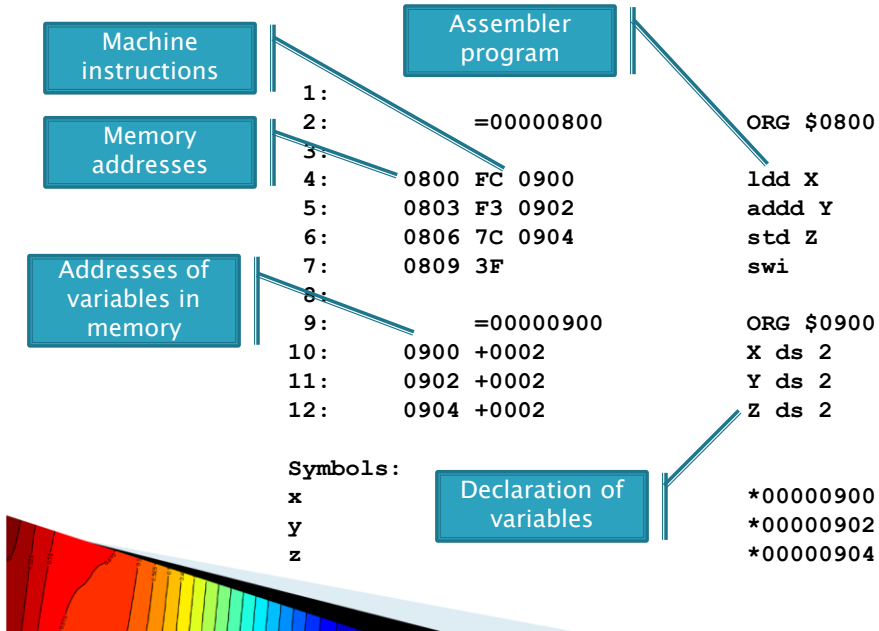 Machine
instructions
Assembler
program
Memory
addresses
Addresses of
variables in
memory
1:
2: =00000800 ORG $0800
3:
4: 0800 FC 0900 ldd X
5: 0803 F3 0902 addd Y
6: 0806 7C 0904 std Z
7: 0809 3F swi
8:
9: =00000900 ORG $0900
10: 0900 +0002 X ds 2
11: 0902 +0002 Y ds 2
12: 0904 +0002 Z ds 2
Symbols:
x *00000900
y *00000902
z *00000904
Declaration of
variables